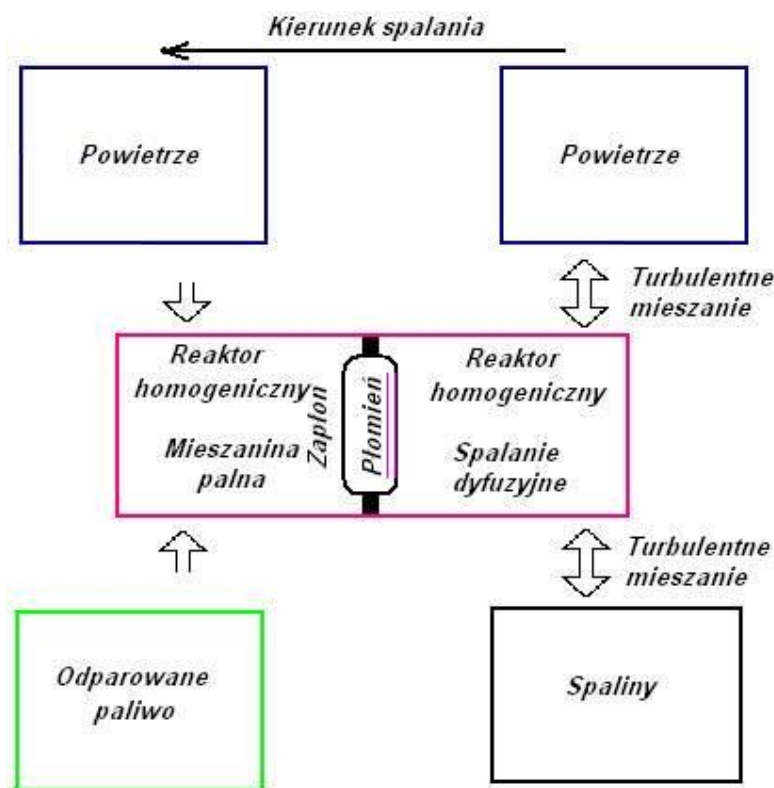 Kierunek spalania
Powietrze
Powietrze
Turbulentne
mieszanie
Reaktor
homogeniczny
Mieszanina
palna
Zapłon
Płomień
Reaktor
homogeniczny
Spalanie
dyfuzyjne
Turbulentne
mieszanie
Odparowane
paliwo
Spaliny